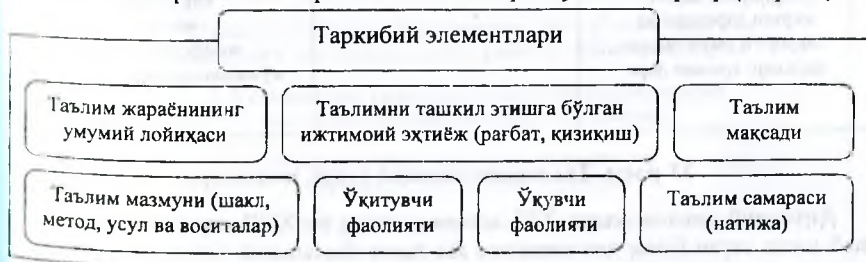 Таркибий элементлари
Таълим жараёнининг
умумий лойиҳаси
Таълимни ташкил этишга бўлган
ижтимоий эҳтиёж (рағбат, қизиқиш)
Таълим
мақсади
Таълим мазмуни (шакл,
метод, усул ва воситалар)
Ўқитувчи
фаолияти
Ўқувчи
фаолияти
Таълим самараси
(натижа)